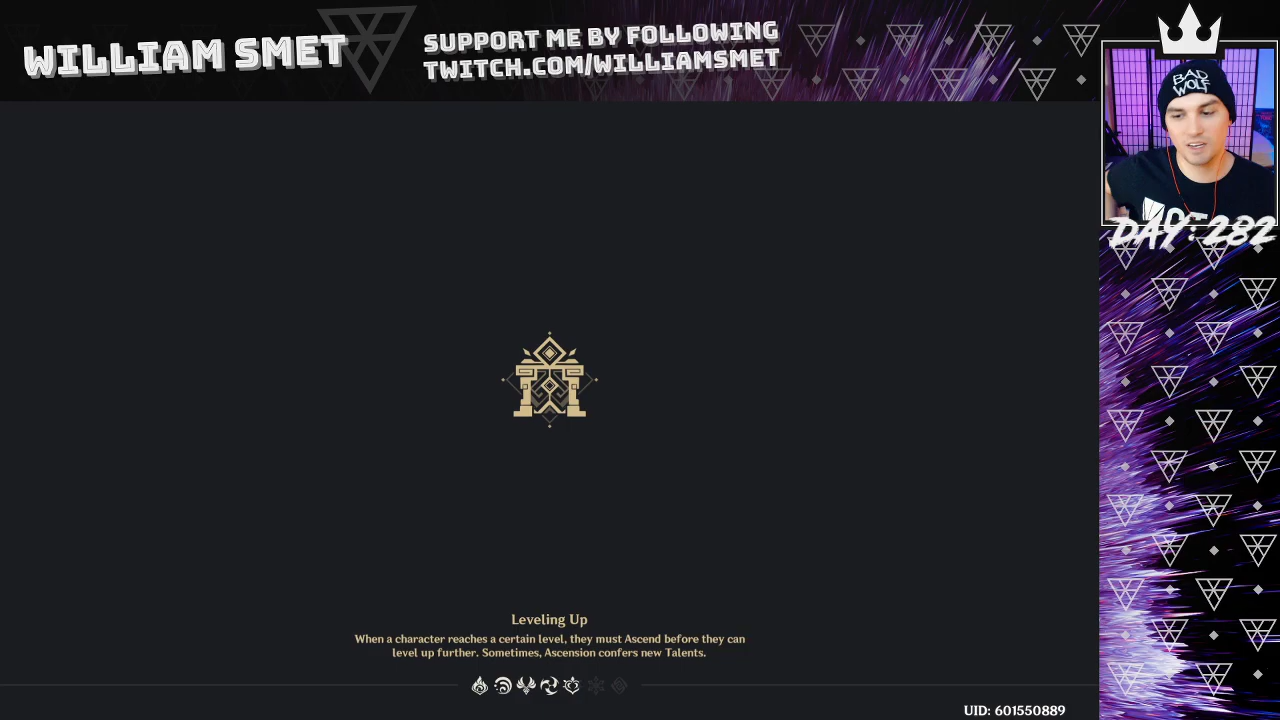 WILLIAM SMET
SUPPORT ME BY FOLLOWING
TWITCH.COM/WILLIAMSMET
BAD
WOLF
DAY: 282
Leveling Up
When a character reaches a certain level, they must Ascend before they can
level up further. Sometimes, Ascension confers new Talents.
UID: 601550889